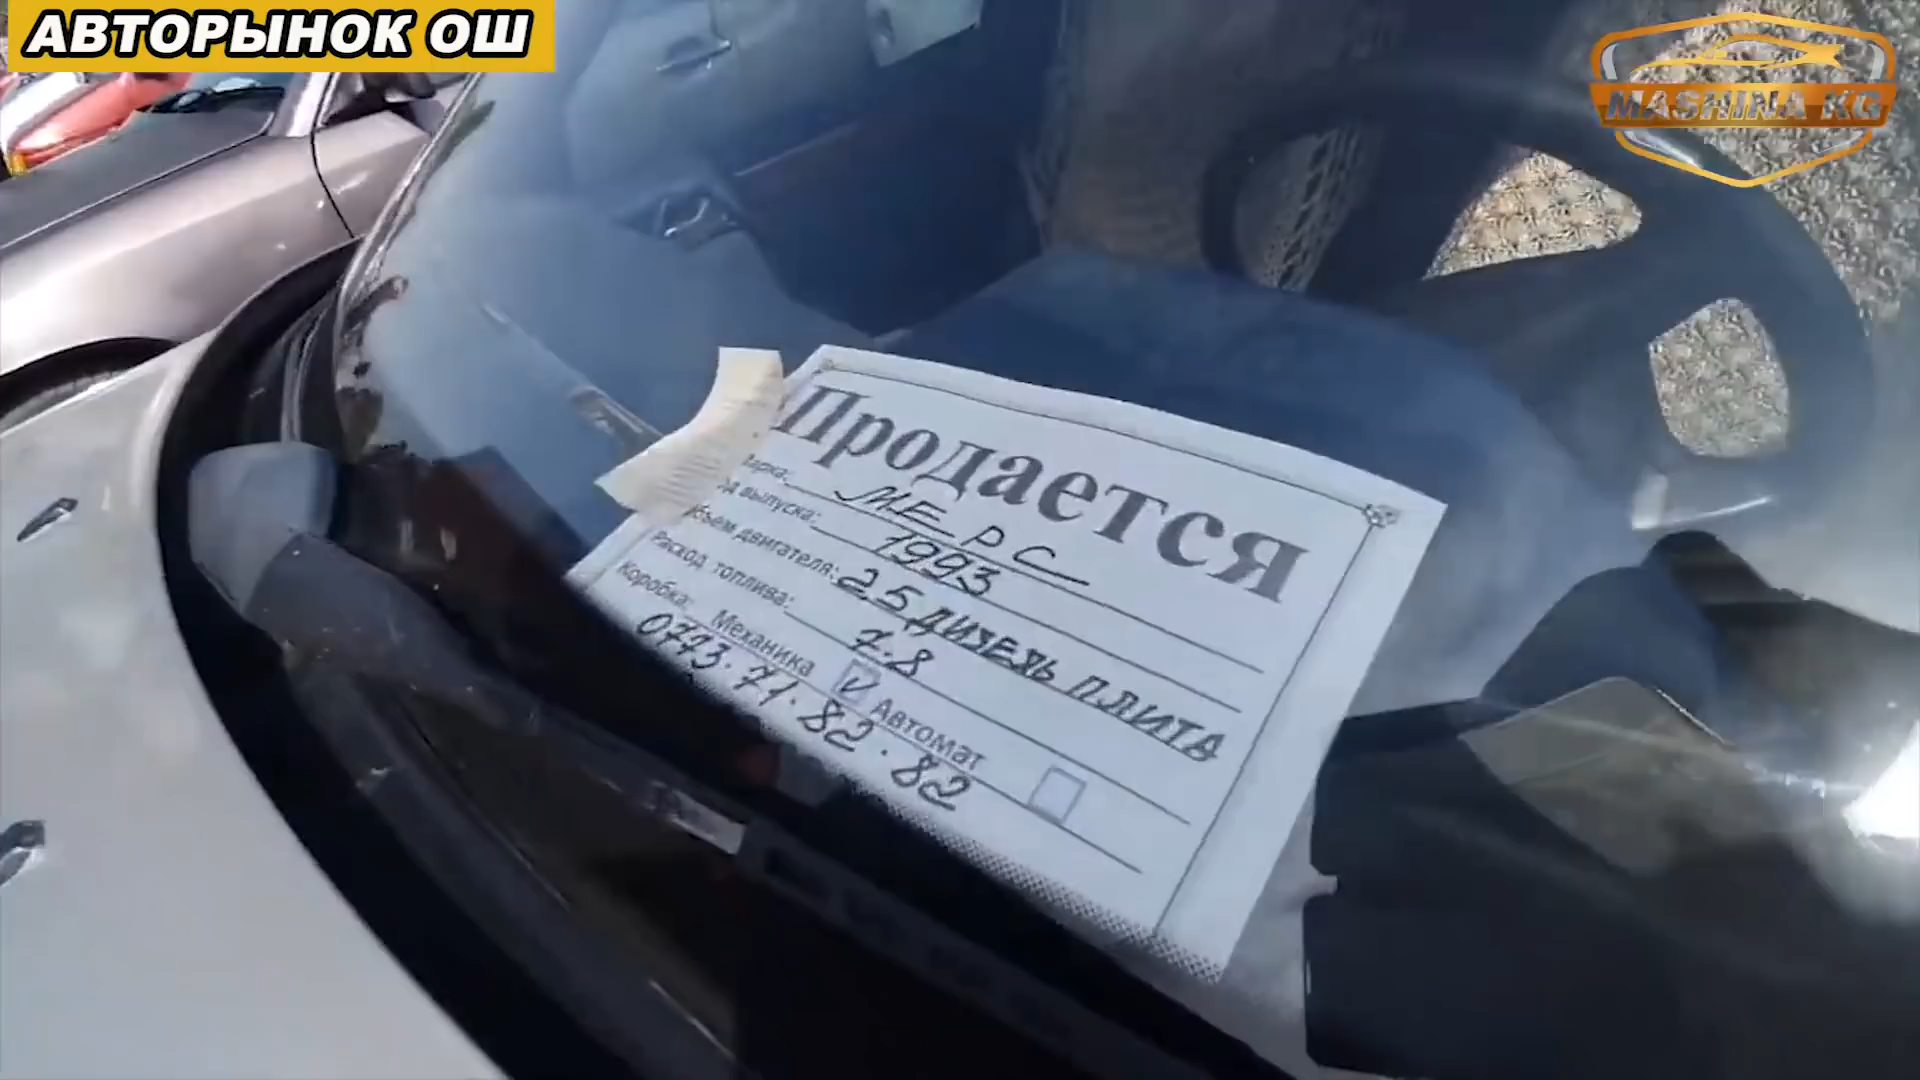 АВТОРЫНОК ОШ
MASHINA KG
Продается
Марка: МЕРС
Год выпуска: 1993
Объем двигателя: 2.5 ДИЗЕЛЬ ПЛИТА
Расход топлива: 7.8
Коробка: Механика ✓ Автомат
0773.71.82.82